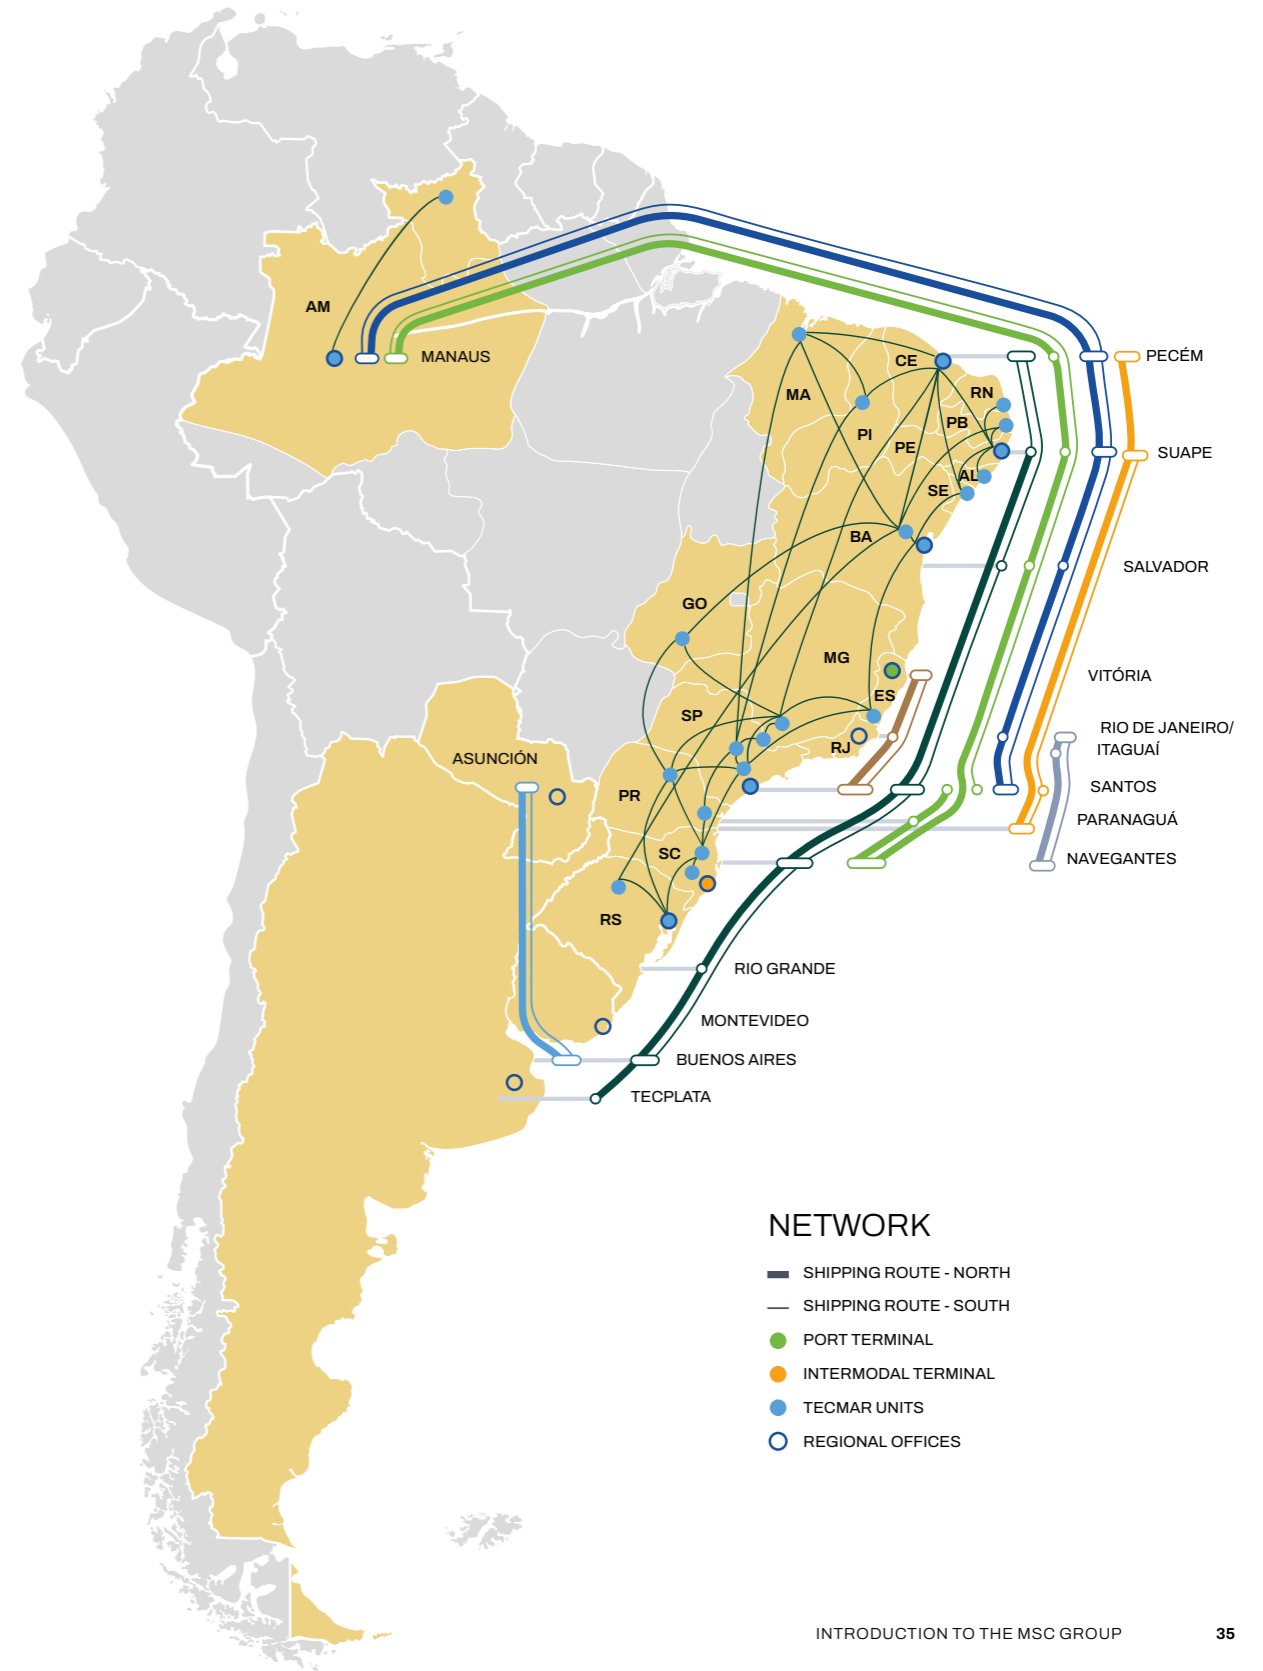 AM
MANAUS
CE
PECÉM
MA
RN
PB
PI
PE
SUAPE
AL
SE
BA
SALVADOR
GO
MG
VITÓRIA
ES
SP
RIO DE JANEIRO/
ITAGUAÍ
RJ
ASUNCIÓN
SANTOS
PR
PARANAGUÁ
SC
NAVEGANTES
RS
RIO GRANDE
MONTEVIDEO
BUENOS AIRES
TECPLATA
NETWORK
SHIPPING ROUTE - NORTH
SHIPPING ROUTE - SOUTH
PORT TERMINAL
INTERMODAL TERMINAL
TECMAR UNITS
REGIONAL OFFICES
INTRODUCTION TO THE MSC GROUP 35